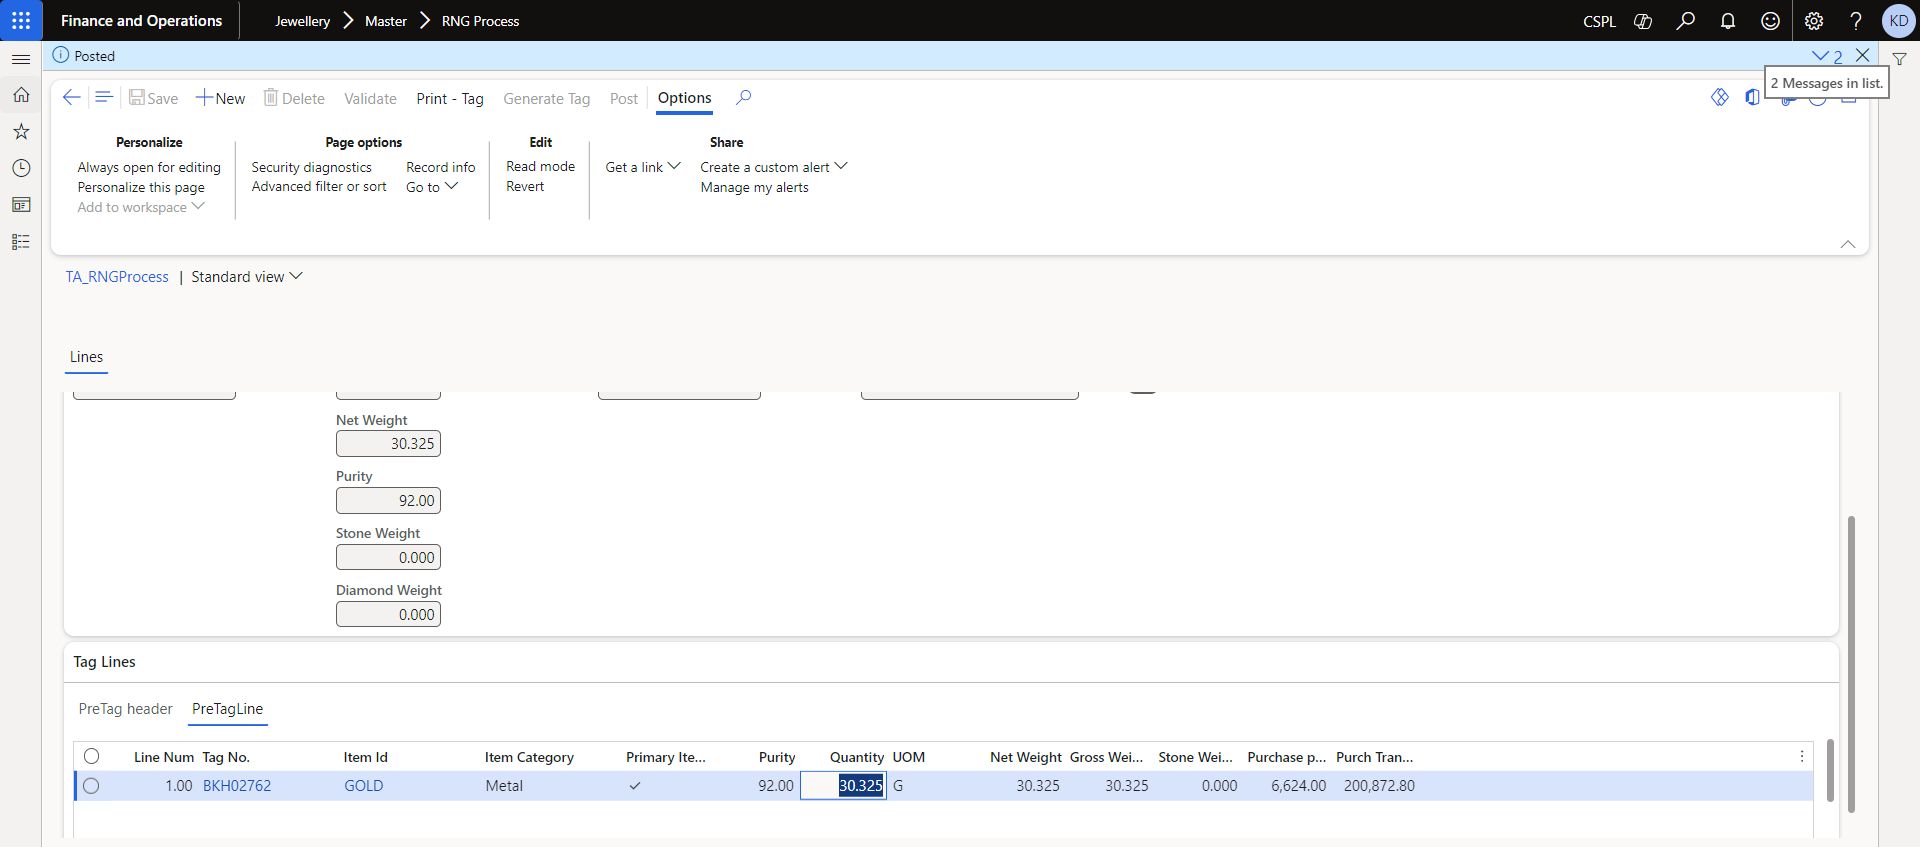 Finance and Operations
Jewellery > Master > RNG Process
CSPL
KD
Posted
2
2 Messages in list.
Save
New
Delete
Validate
Print - Tag
Generate Tag
Post
Options
Personalize
Always open for editing
Personalize this page
Add to workspace
Page options
Security diagnostics
Advanced filter or sort
Record info
Go to
Edit
Read mode
Revert
Get a link
Share
Create a custom alert
Manage my alerts
TA_RNGProcess | Standard view
Lines
Net Weight
30.325
Purity
92.00
Stone Weight
0.000
Diamond Weight
0.000
Tag Lines
PreTag header PreTagLine
Line Num Tag No. Item Id Item Category Primary Ite... Purity Quantity UOM Net Weight Gross Wei... Stone Wei... Purchase p... Purch Tran...
1.00 BKH02762 GOLD Metal 92.00 30.325 G 30.325 30.325 0.000 6,624.00 200,872.80